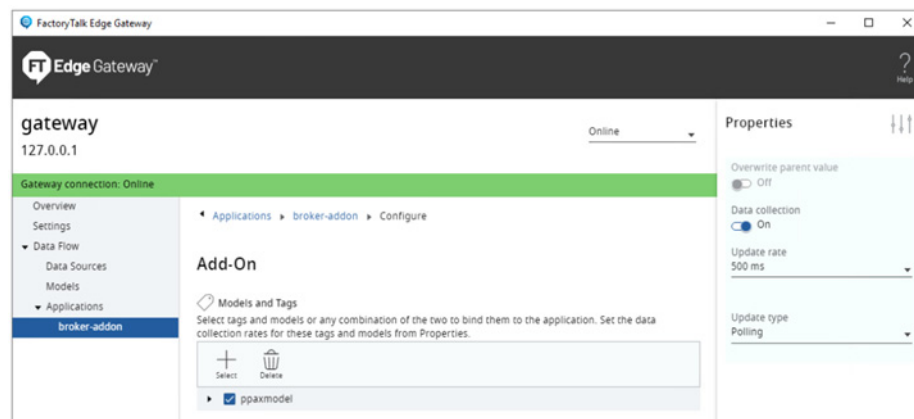 FactoryTalk Edge Gateway
FT Edge Gateway™
Help
gateway
127.0.0.1
Online
Gateway connection: Online
Overview
Settings
Data Flow
Data Sources
Models
Applications
broker-addon
Applications broker-addon Configure
Add-On
Models and Tags
Select tags and models or any combination of the two to bind them to the application. Set the data
collection rates for these tags and models from Properties.
Select Delete
ppaxmodel
Properties
Overwrite parent value
Off
Data collection
On
Update rate
500 ms
Update type
Polling